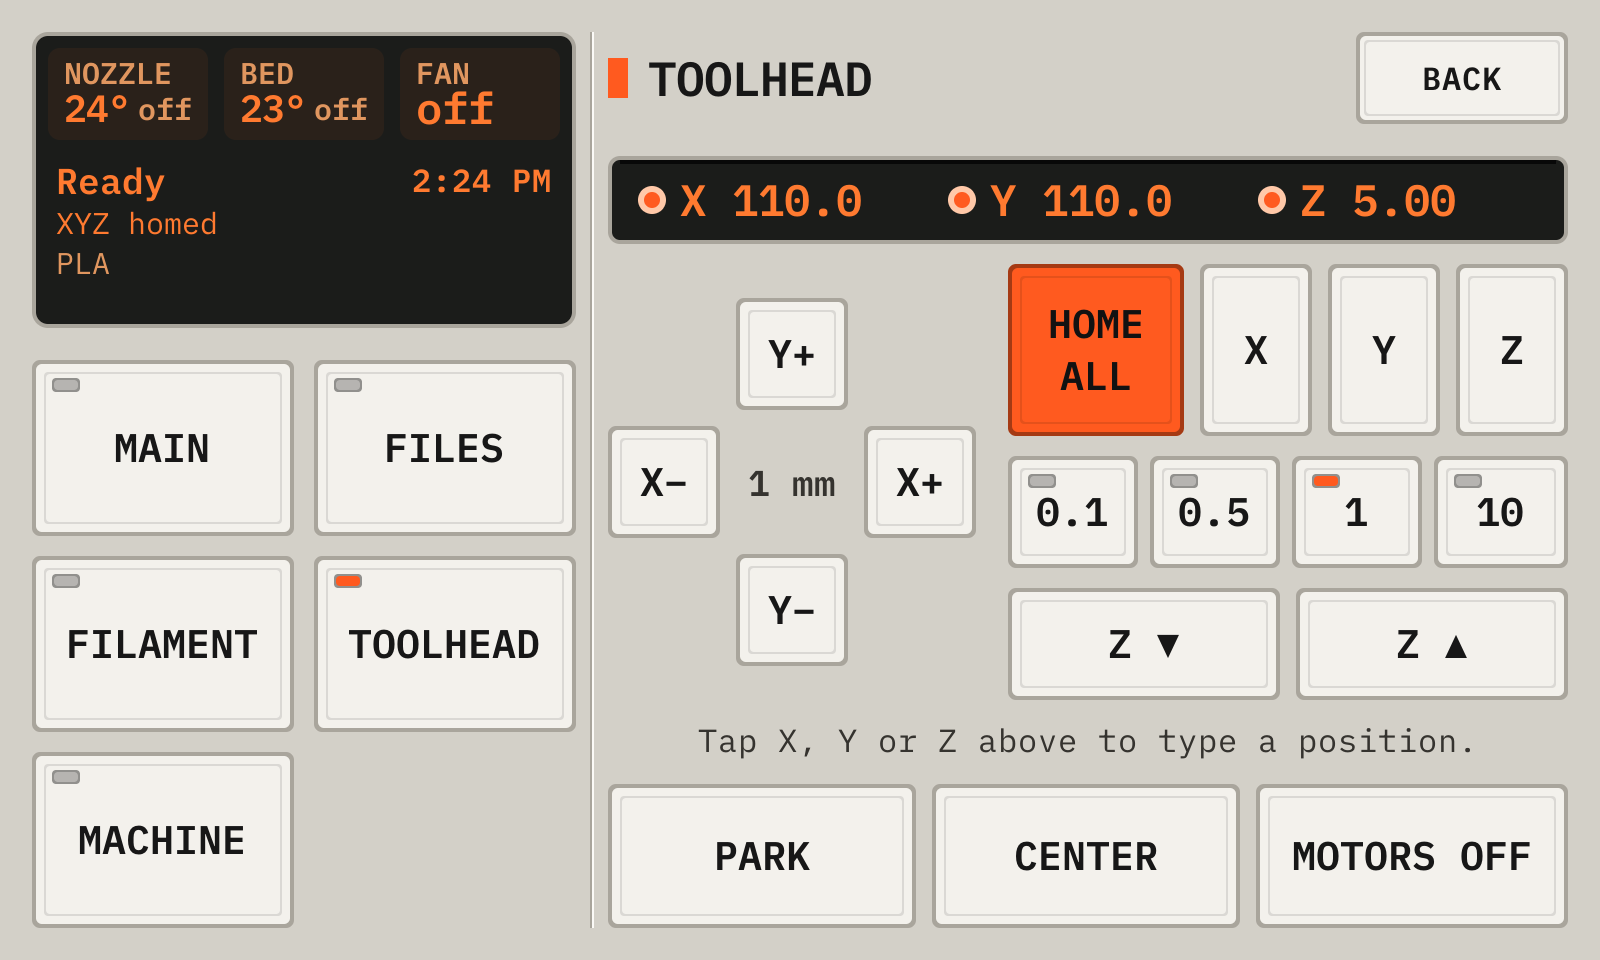 NOZZLE
24° off
BED
23° off
FAN
off
Ready
2:24 PM
XYZ homed
PLA
MAIN
FILES
FILAMENT
TOOLHEAD
MACHINE
TOOLHEAD
BACK
X 110.0
Y 110.0
Z 5.00
Y+
X−
1 mm
X+
Y−
HOME
ALL
X
Y
Z
0.1
0.5
1
10
Z ▼
Z ▲
Tap X, Y or Z above to type a position.
PARK
CENTER
MOTORS OFF